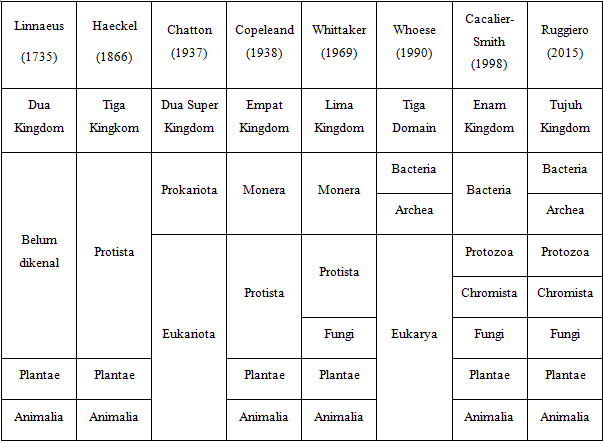 Linnaeus
(1735)
Haeckel
(1866)
Chatton
(1937)
Copeleand
(1938)
Whittaker
(1969)
Whoese
(1990)
Cacalier-
Smith
(1998)
Ruggiero
(2015)
Dua
Kingdom
Tiga
Kingkom
Dua Super
Kingdom
Empat
Kingdom
Lima
Kingdom
Tiga
Domain
Enam
Kingdom
Tujuh
Kingdom
Belum
dikenal
Protista
Prokariota
Monera
Monera
Bacteria
Bacteria
Bacteria
Archea
Archea
Eukariota
Protista
Protista
Eukarya
Protozoa
Protozoa
Chromista
Chromista
Fungi
Fungi
Fungi
Plantae
Plantae
Plantae
Plantae
Plantae
Plantae
Animalia
Animalia
Animalia
Animalia
Animalia
Animalia